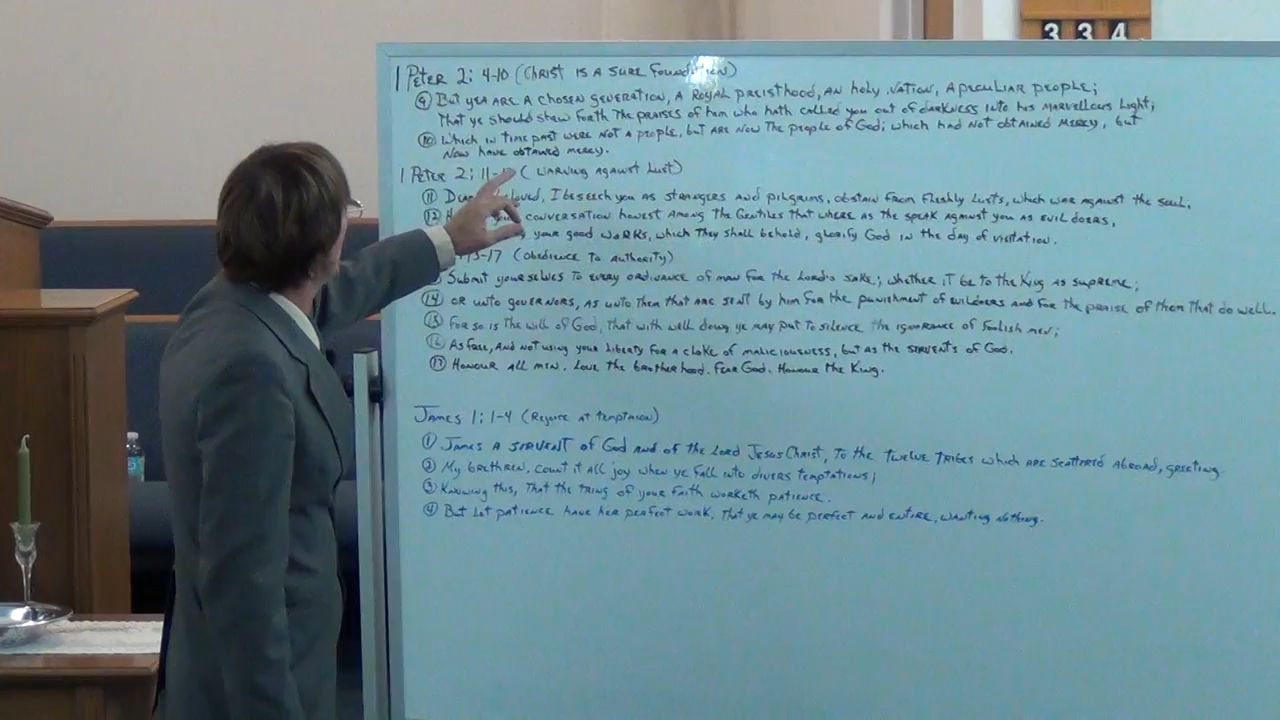 334
1 Peter 2: 4-10 (Christ is a sure Foundation)
⑨ But yea are a chosen generation, a royal preisthood, an holy nation, a peculiar people;
That ye should shew forth the praises of him who hath called you out of darkness into his marvellous light;
⑩ Which in time past were not a people, but are now the people of God; which had not obtained mercy, but
now have obtained mercy.
1 Peter 2: 11- (Warning against Lust)
⑪ I beseech you as strangers and pilgrims, abstain from fleshly lusts, which war against the soul,
⑫ conversation honest among the Gentiles that where as the speak against you as evil doers,
your good works, which they shall behold, glorify God in the day of visitation.
13-17 (Obedience to authority)
Submit yourselves to every ordinance of man for the Lord's sake; whether it be to the King as supreme;
⑭ or unto governors, as unto them that are sent by him for the punishment of evildoers and for the praise of them that do well.
⑮ For so is the will of God, that with well doing ye may put to silence the ignorance of foolish men;
⑯ As free, and not using your liberty for a cloke of maliciousness, but as the servents of God.
⑰ Honour all men. Love the brotherhood. Fear God. Honour the King.
James 1: 1-4 (Rejoice at temptation)
① James a servent of God and of the Lord Jesus Christ, to the twelve tribes which are scattered abroad, greeting.
② My brethren, count it all joy when ye fall into divers temptations;
③ Knowing this, that the tring of your faith worketh patience.
④ But let patience have her perfect work, that ye may be perfect and entire, wanting nothing.